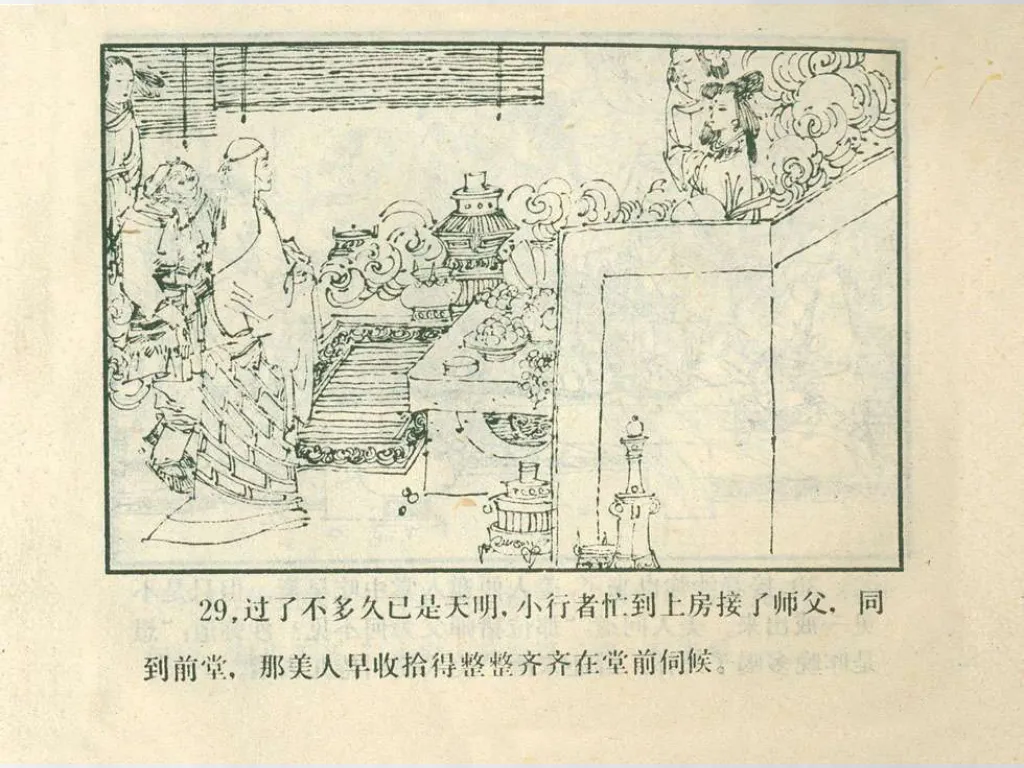 29,过了不多久已是天明,小行者忙到上房接了师父,同
到前堂,那美人早收拾得整整齐齐在堂前伺候。